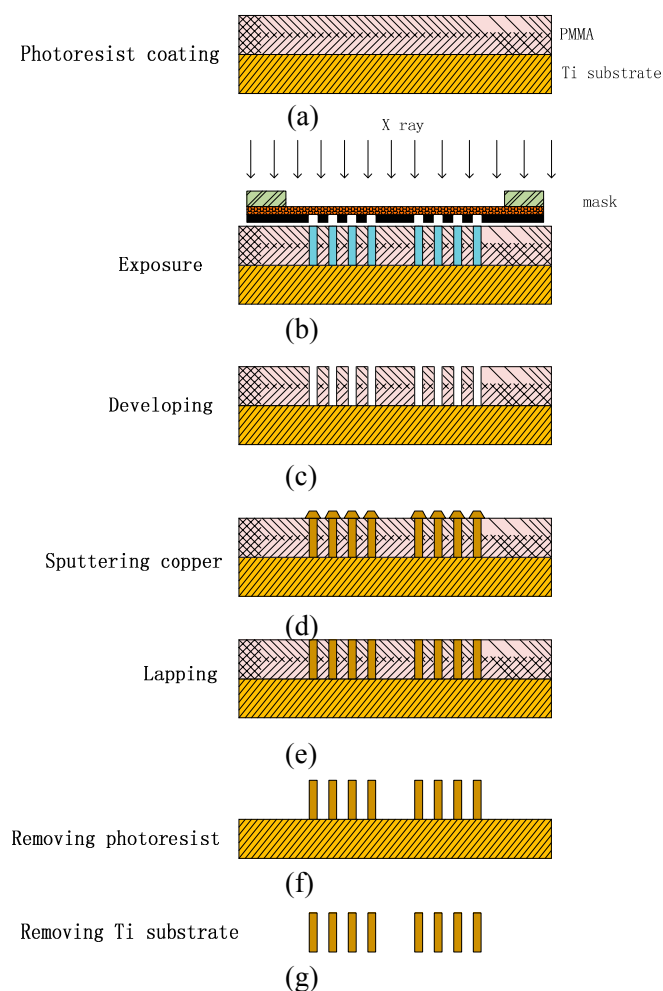 PMMA
Photoresist coating
Ti substrate
(a)
X ray
mask
Exposure
(b)
Developing
(c)
Sputtering copper
(d)
Lapping
(e)
Removing photoresist
(f)
Removing Ti substrate
(g)